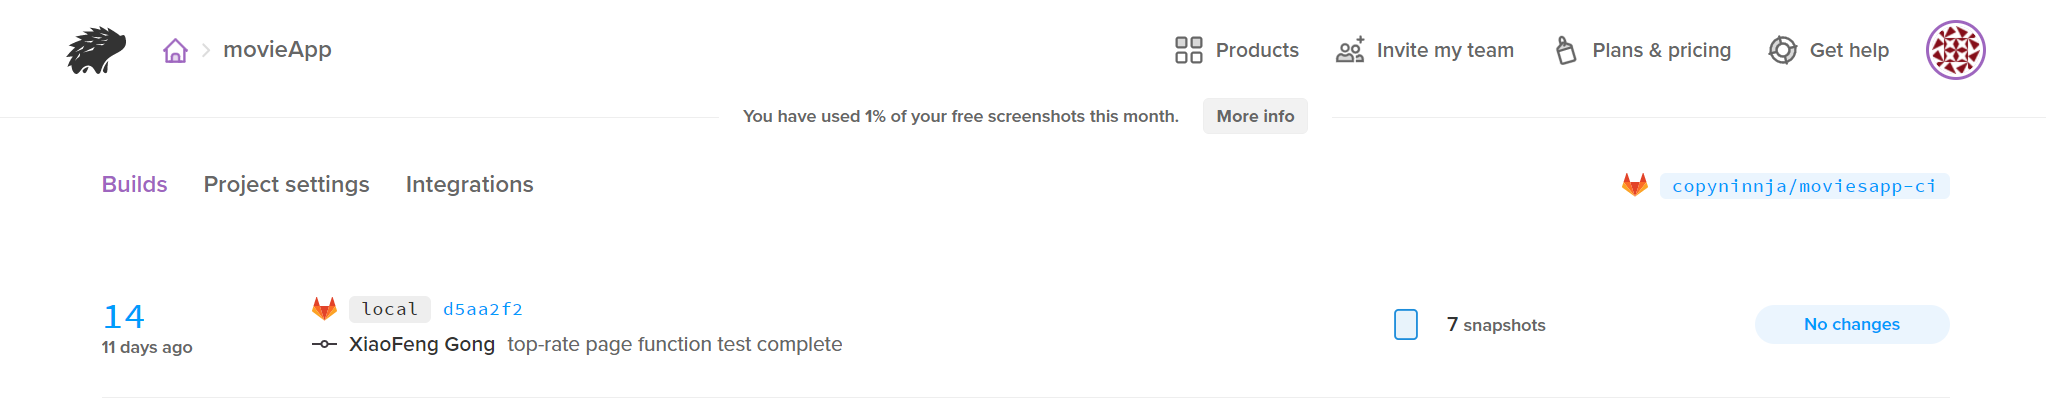 movieApp
Products
Invite my team
Plans & pricing
Get help
You have used 1% of your free screenshots this month.
More info
Builds
Project settings
Integrations
copyninnja/moviesapp-ci
14
11 days ago
local d5aa2f2
XiaoFeng Gong top-rate page function test complete
7 snapshots
No changes